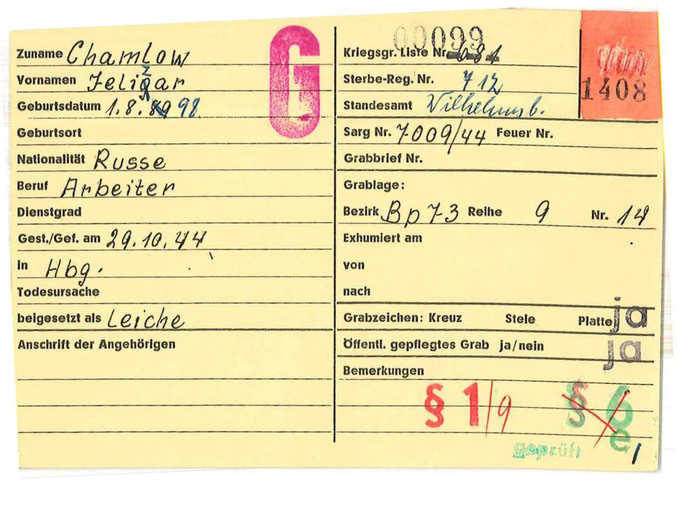 Zuname Chamlow
Vornamen Jelisar
Geburtsdatum 1.8.89 98
Geburtsort
Nationalität Russe
Beruf Arbeiter
Dienstgrad
Gest./Gef. am 29.10.44
in Hbg.
Todesursache
beigesetzt als Leiche
Anschrift der Angehörigen
G
00099
Kriegsgr. Liste Nr.
Sterbe-Reg. Nr. 712
Standesamt Wilhelmsb.
Sarg Nr. 7009/44 Feuer Nr.
Grabbrief Nr.
Grablage:
Bezirk Bp 73 Reihe 9 Nr. 14
Exhumiert am
von
nach
Grabzeichen: Kreuz Stele Platte ja
Öffentl. gepflegtes Grab ja/nein ja
Bemerkungen
§ 1/9 § 6
e
geprüft
1408